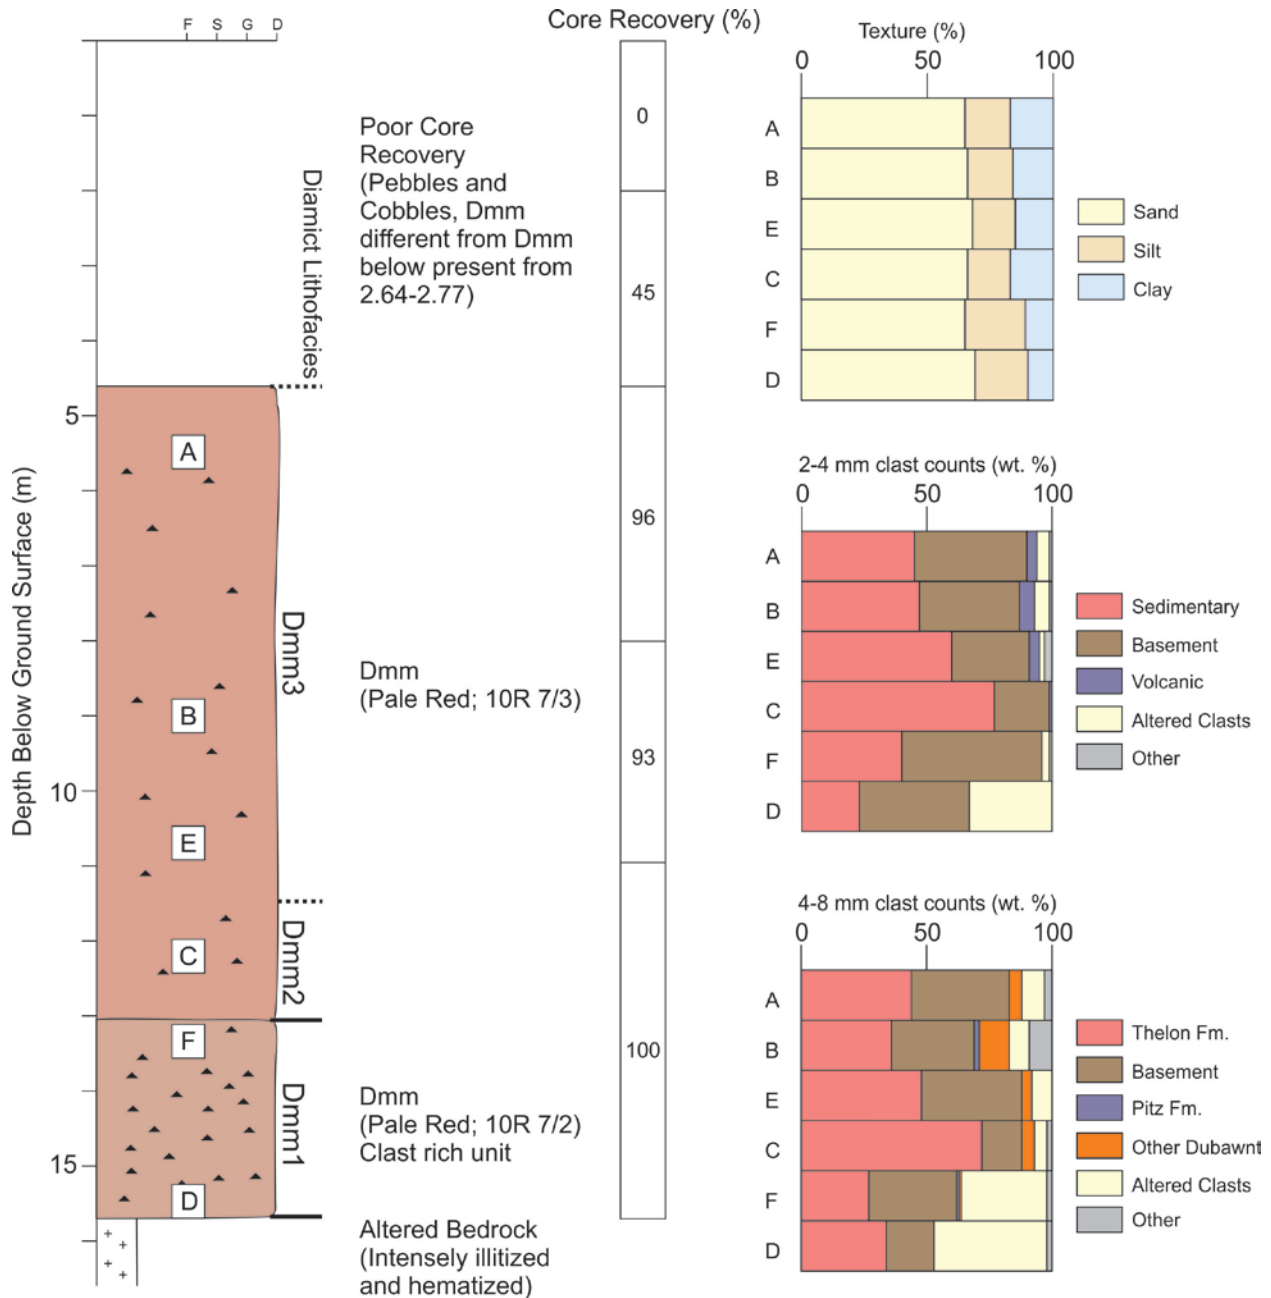 F S G D
Core Recovery (%)
Depth Below Ground Surface (m)
5
10
15
A
B
E
C
F
D
Diamict Lithofacies
Dmm3
Dmm2
Dmm1
Poor Core
Recovery
(Pebbles and
Cobbles, Dmm
different from Dmm
below present from
2.64-2.77)
Dmm
(Pale Red; 10R 7/3)
Dmm
(Pale Red; 10R 7/2)
Clast rich unit
Altered Bedrock
(Intensely illitized
and hematized)
0
45
96
93
100
Texture (%)
0 50 100
A
B
E
C
F
D
Sand
Silt
Clay
2-4 mm clast counts (wt. %)
0 50 100
A
B
E
C
F
D
Sedimentary
Basement
Volcanic
Altered Clasts
Other
4-8 mm clast counts (wt. %)
0 50 100
A
B
E
C
F
D
Thelon Fm.
Basement
Pitz Fm.
Other Dubawnt
Altered Clasts
Other